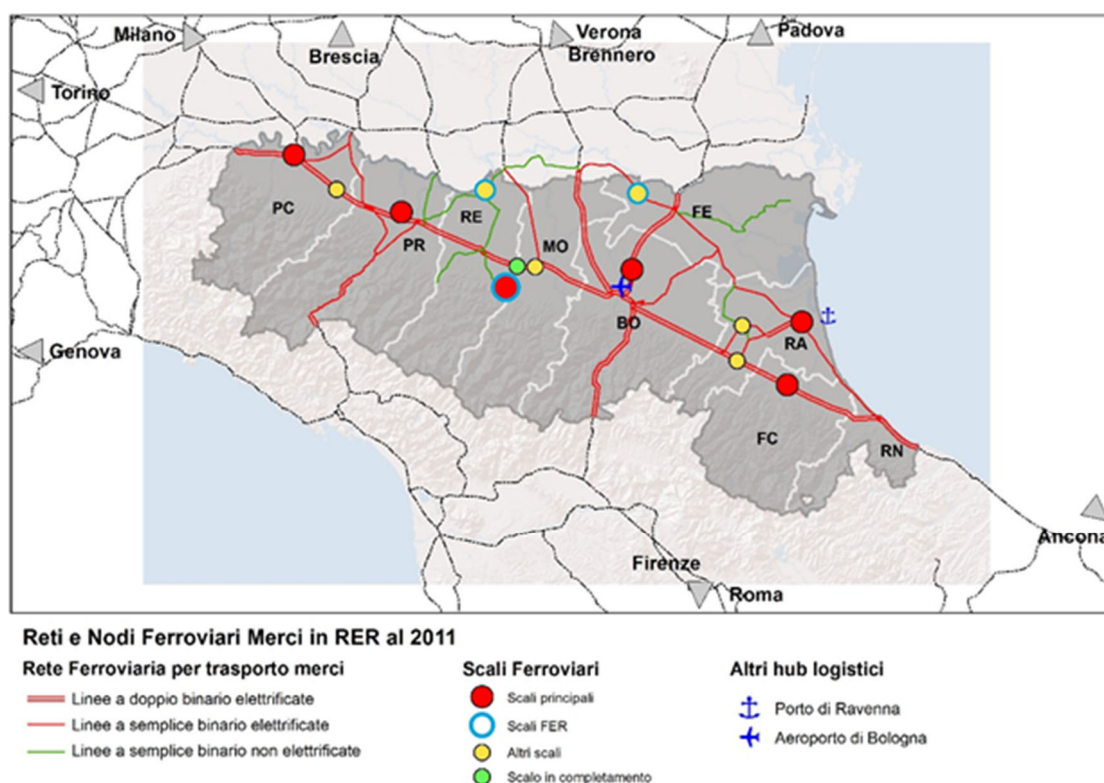 Milano
Brescia
Verona
Brennero
Padova
Torino
PC
PR
RE
MO
FE
BO
RA
Genova
FC
RN
Ancona
Firenze
Roma
Reti e Nodi Ferroviari Merci in RER al 2011
Rete Ferroviaria per trasporto merci
Linee a doppio binario elettrificate
Linee a semplice binario elettrificate
Linee a semplice binario non elettrificate
Scali Ferroviari
Scali principali
Scali FER
Altri scali
Scalo in completamento
Altri hub logistici
Porto di Ravenna
Aeroporto di Bologna